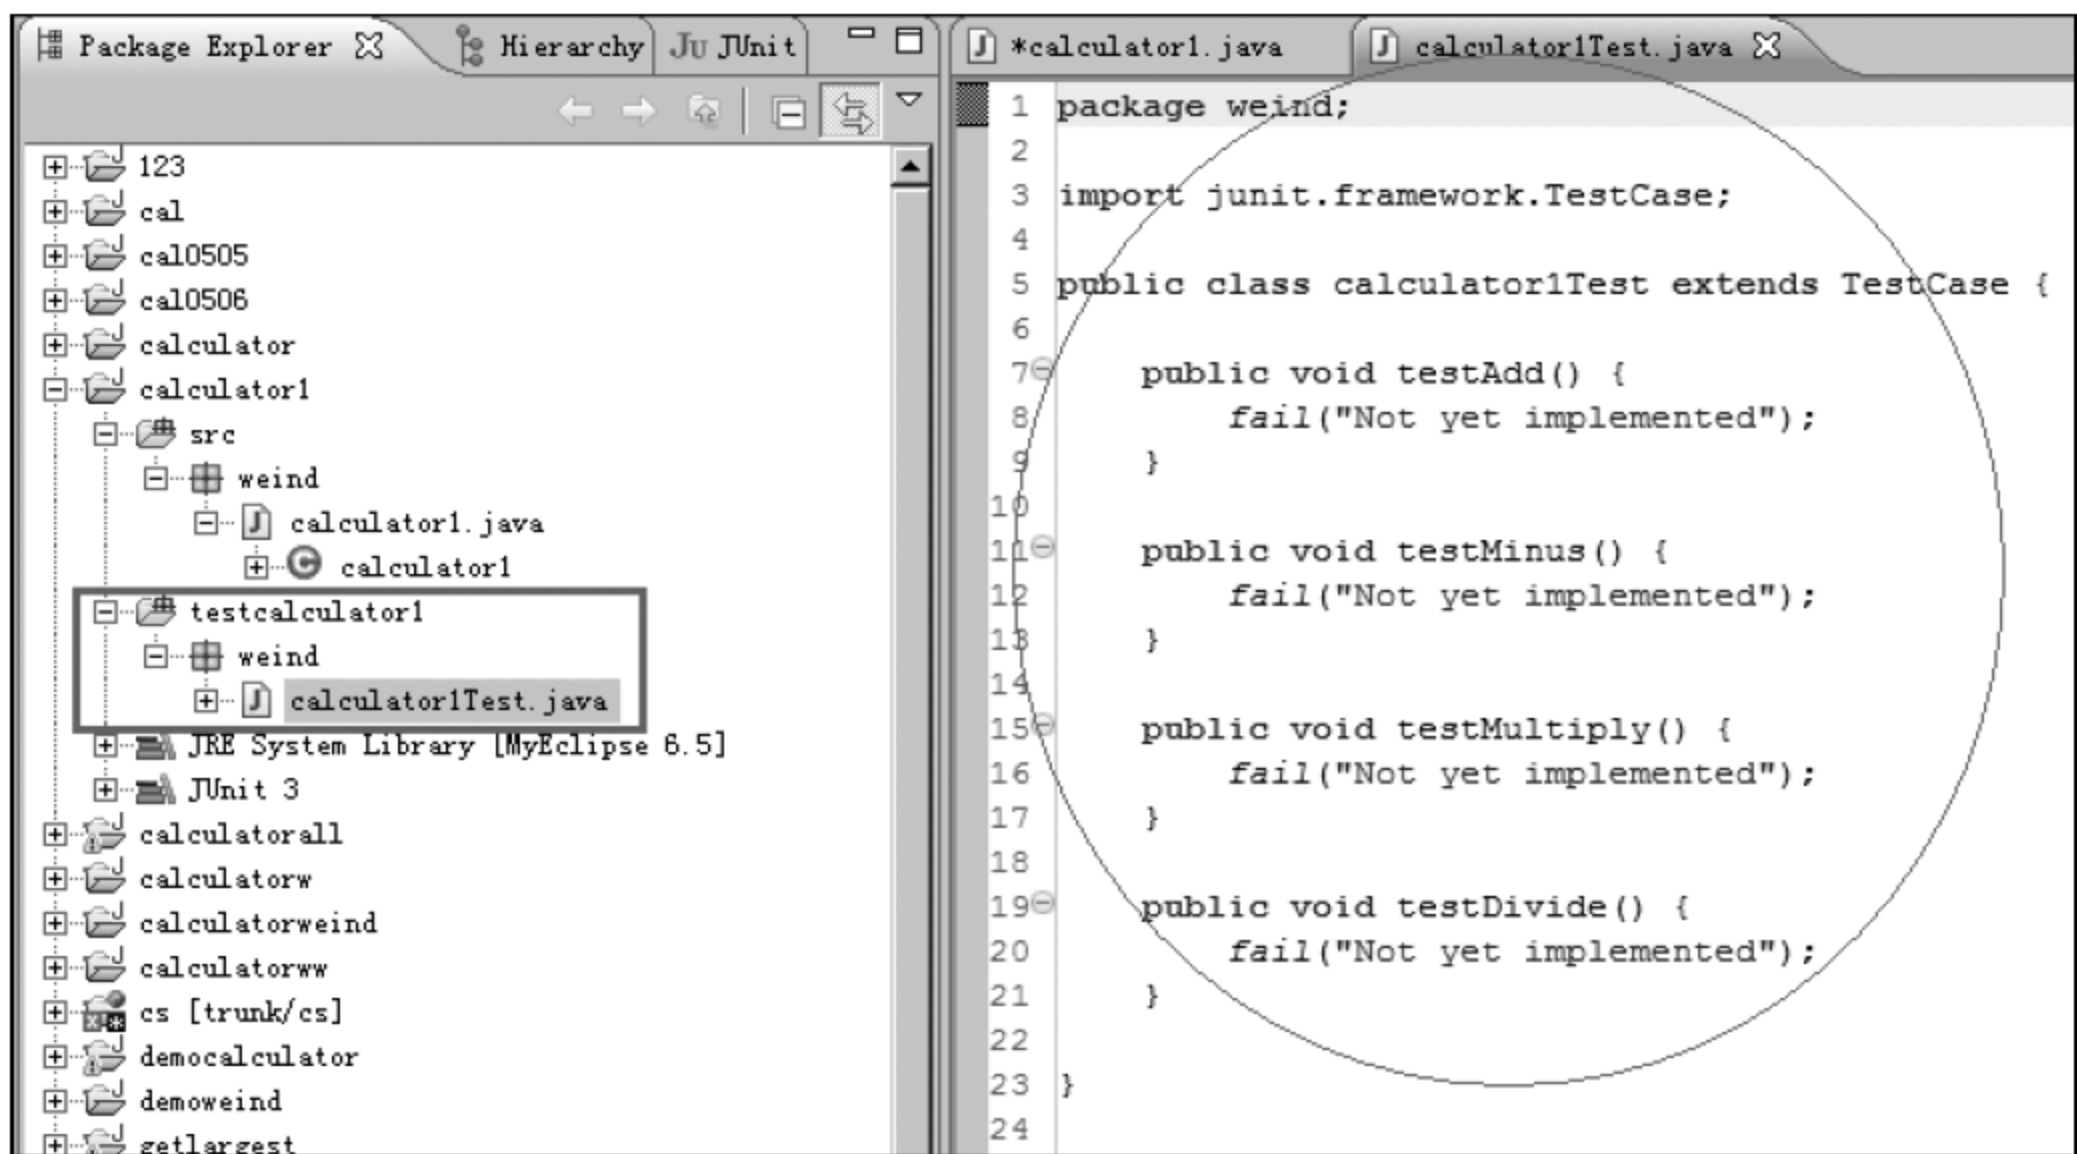 Package Explorer
Hierarchy
JU JUnit
123
cal
cal0505
cal0506
calculator
calculator1
src
weind
calculator1.java
calculator1
testcalculator1
weind
calculator1Test.java
JRE System Library [MyEclipse 6.5]
JUnit 3
calculatorall
calculatorw
calculatorweind
calculatorww
cs [trunk/cs]
democalculator
demoweind
getlargest
*calculator1.java
calculator1Test.java
1 package weind;
2
3 import junit.framework.TestCase;
4
5 public class calculator1Test extends TestCase {
6
7 public void testAdd() {
8 fail("Not yet implemented");
9 }
10
11 public void testMinus() {
12 fail("Not yet implemented");
13 }
14
15 public void testMultiply() {
16 fail("Not yet implemented");
17 }
18
19 public void testDivide() {
20 fail("Not yet implemented");
21 }
22
23 }
24